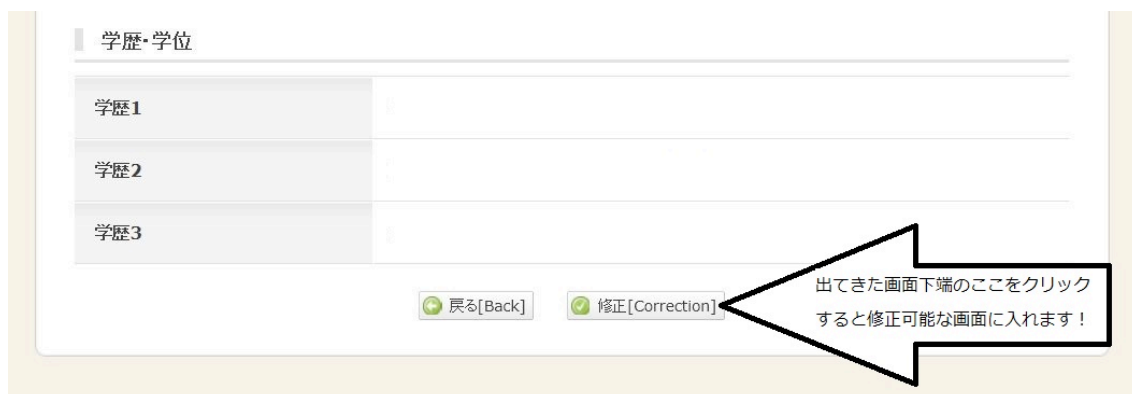 学歴・学位
学歴1
学歴2
学歴3
戻る[Back]
修正[Correction]
出てきた画面下端のここをクリック
すると修正可能な画面に入れます！